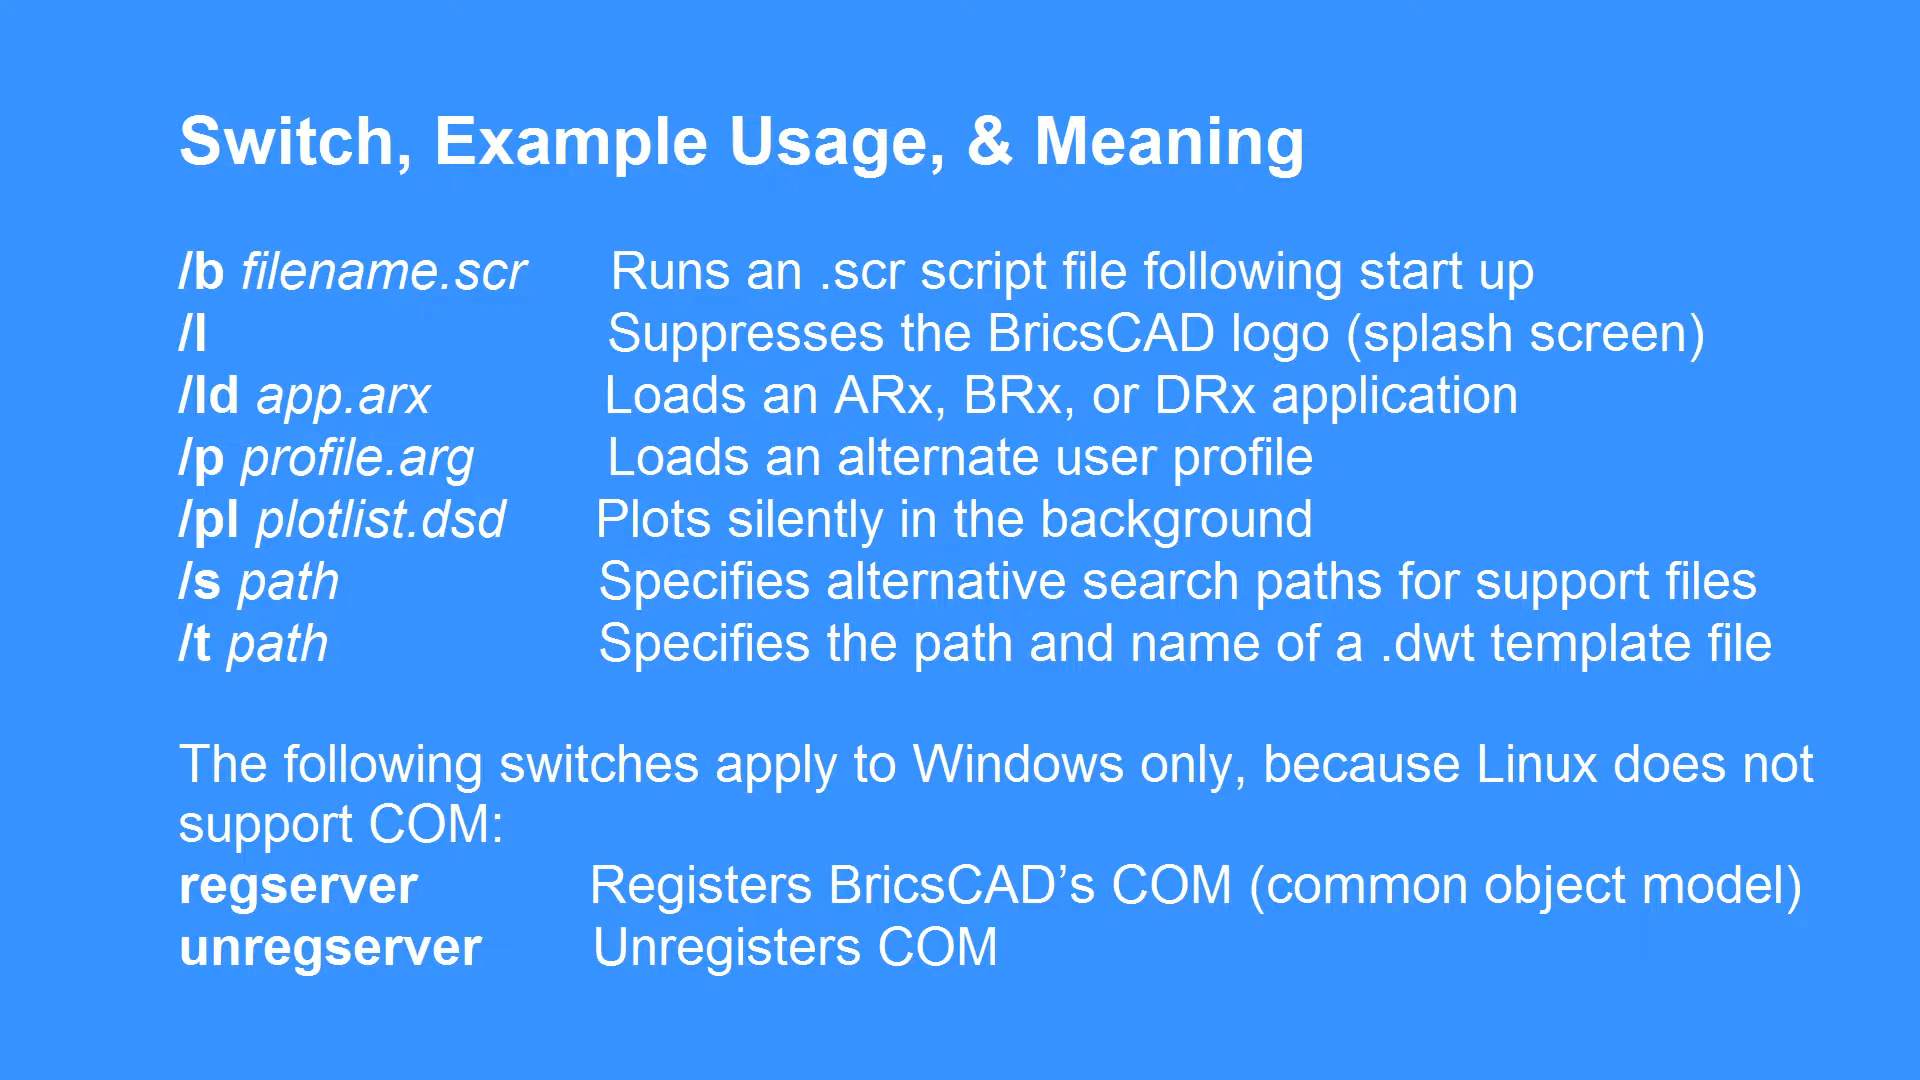 Switch, Example Usage, & Meaning
/b filename.scr Runs an .scr script file following start up
/l Suppresses the BricsCAD logo (splash screen)
/ld app.arx Loads an ARx, BRx, or DRx application
/p profile.arg Loads an alternate user profile
/pl plotlist.dsd Plots silently in the background
/s path Specifies alternative search paths for support files
/t path Specifies the path and name of a .dwt template file
The following switches apply to Windows only, because Linux does not
support COM:
regserver Registers BricsCAD’s COM (common object model)
unregserver Unregisters COM